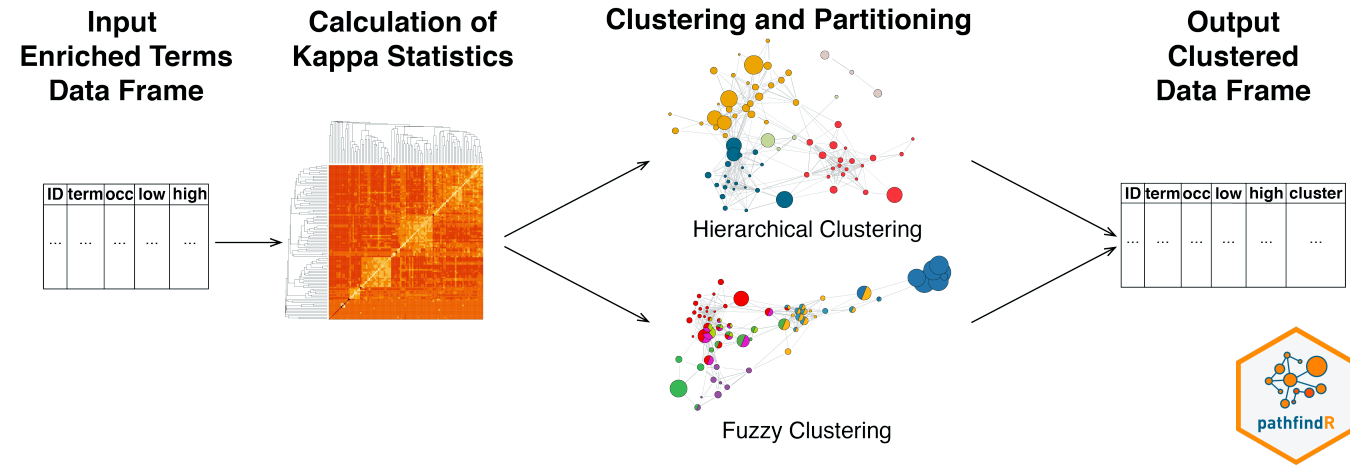 Input
Enriched Terms
Data Frame
Calculation of
Kappa Statistics
Clustering and Partitioning
Output
Clustered
Data Frame
ID term occ low high
... ... ... ... ...
Hierarchical Clustering
Fuzzy Clustering
ID term occ low high cluster
... ... ... ... ... ...
pathfindR